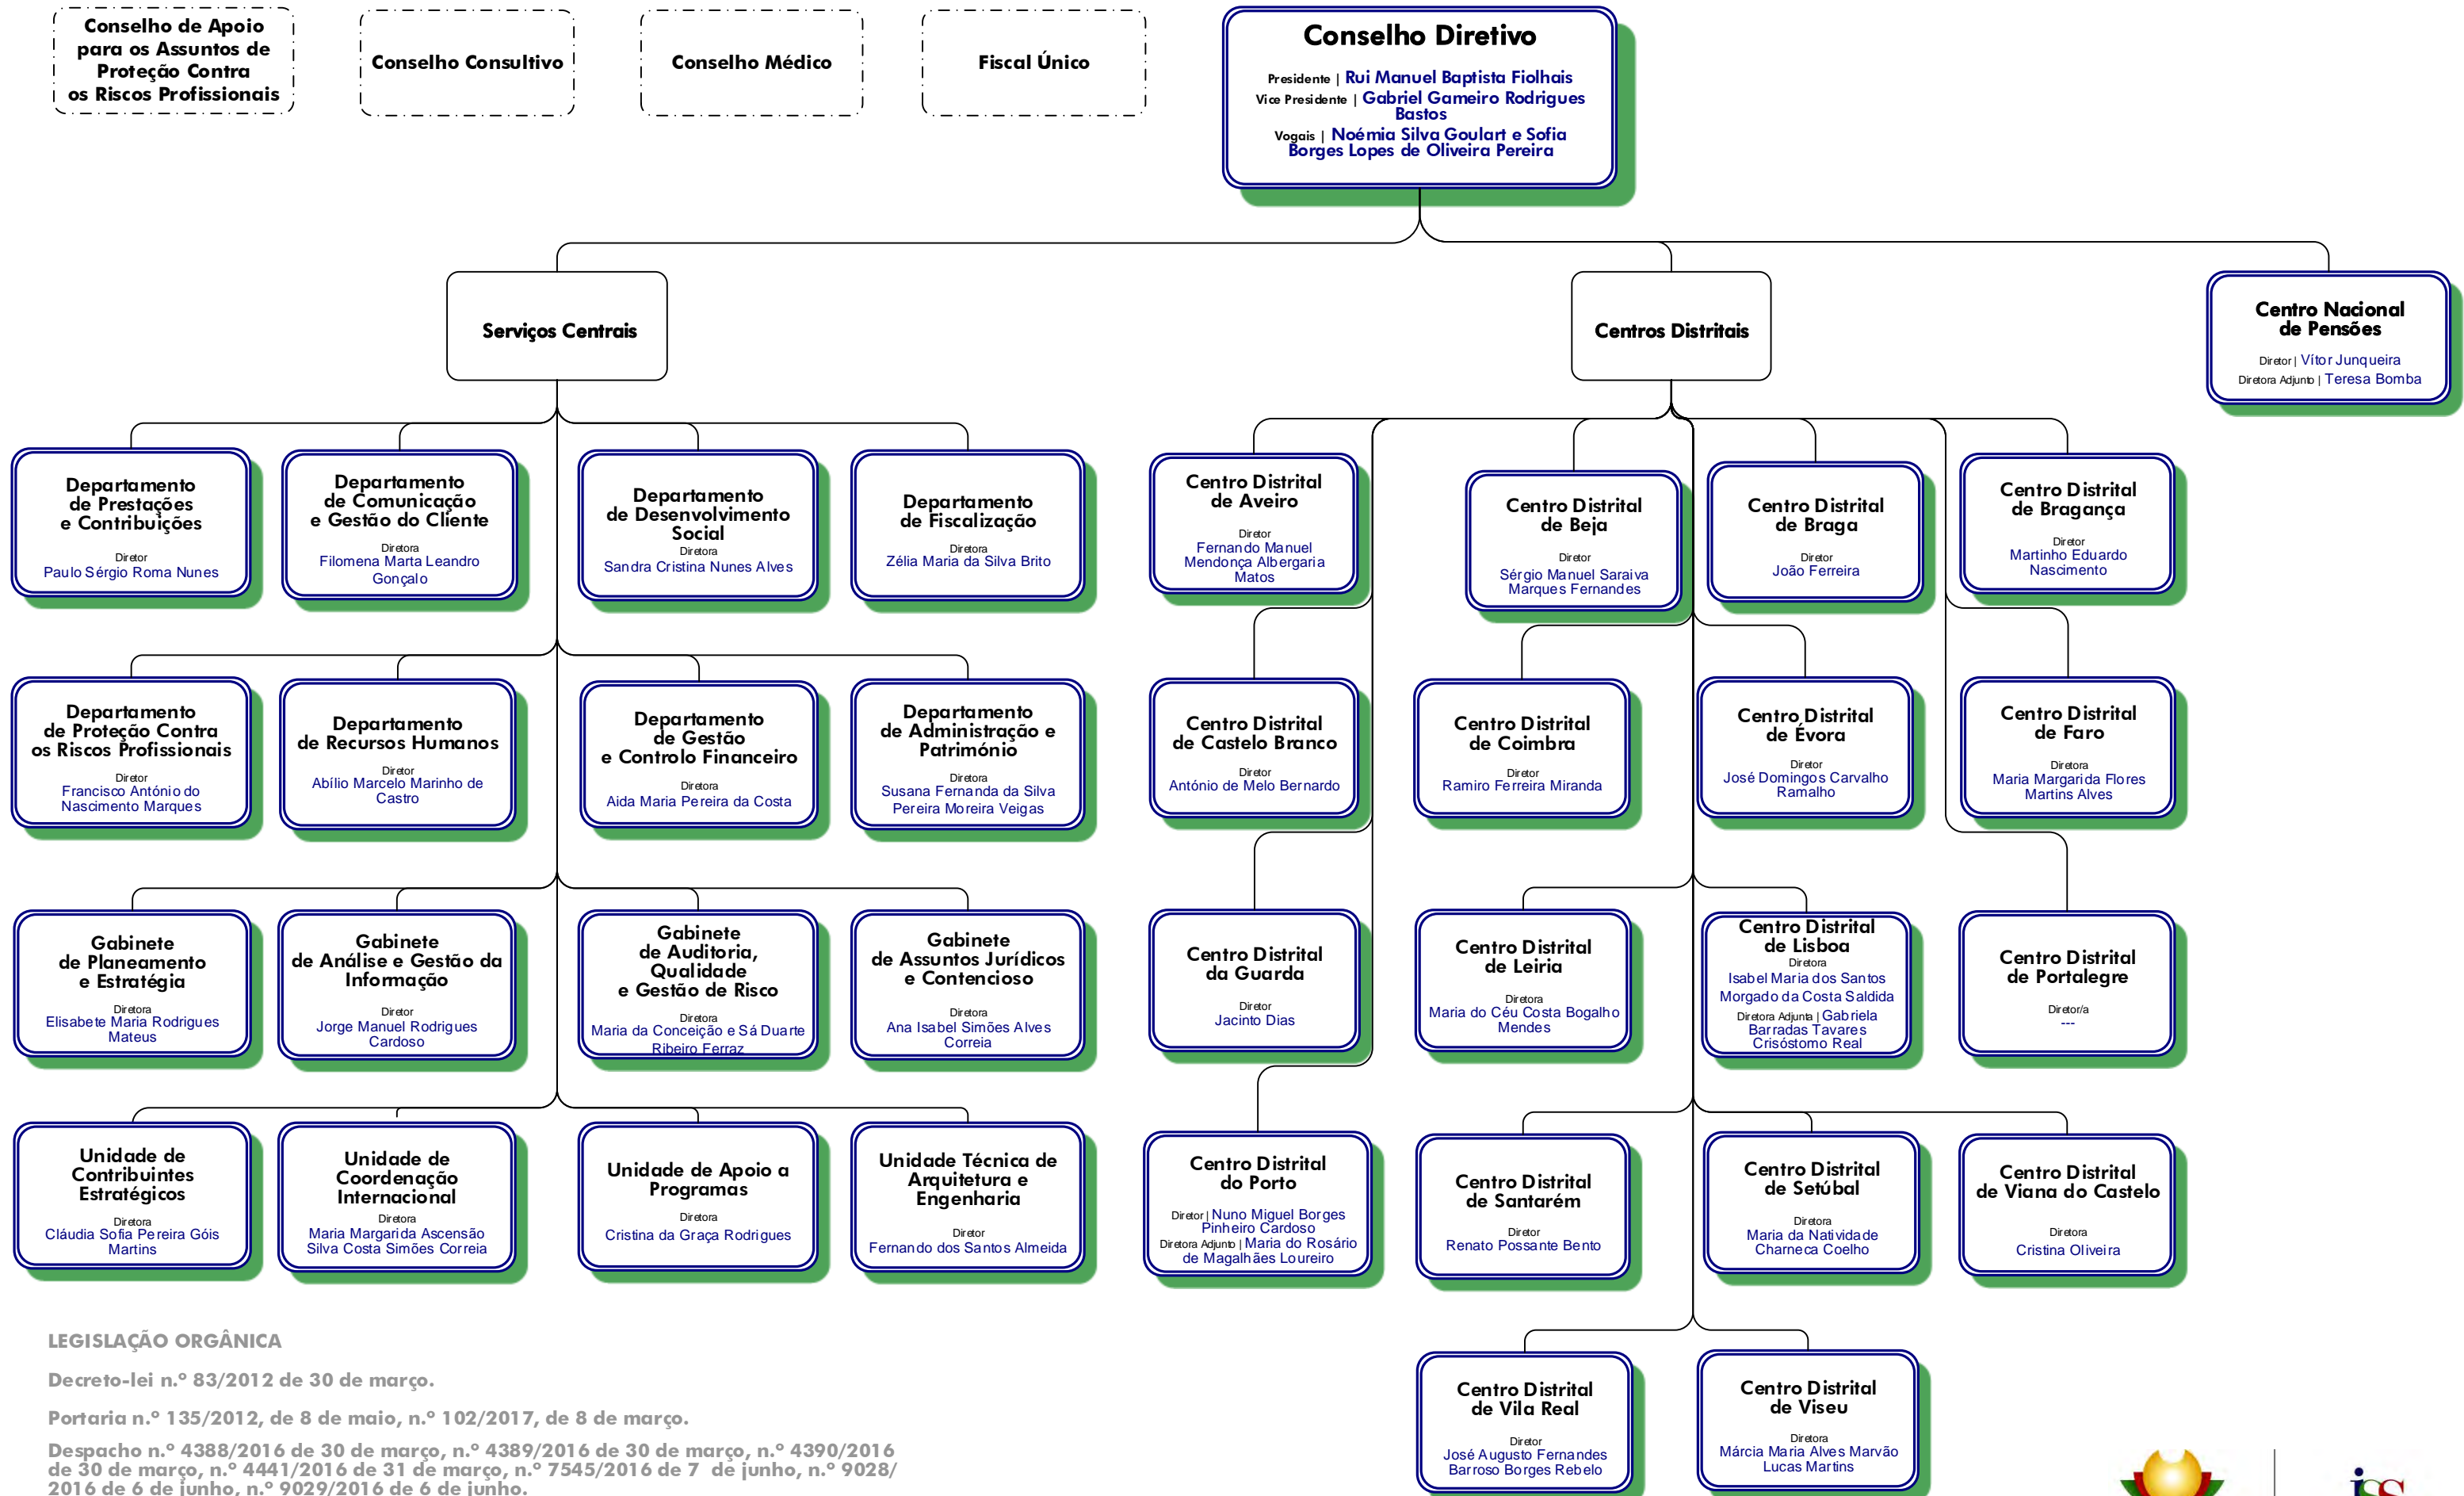 Conselho de Apoio
para os Assuntos de
Proteção Contra
os Riscos Profissionais
Conselho Consultivo
Conselho Médico
Fiscal Único
Conselho Diretivo
Presidente | Rui Manuel Baptista Fiolhais
Vice Presidente | Gabriel Gameiro Rodrigues
Bastos
Vogais | Noémia Silva Goulart e Sofia
Borges Lopes de Oliveira Pereira
Serviços Centrais
Centros Distritais
Centro Nacional
de Pensões
Diretor | Vítor Junqueira
Diretora Adjunto | Teresa Bomba
Departamento
de Prestações
e Contribuições
Diretor
Paulo Sérgio Roma Nunes
Departamento
de Comunicação
e Gestão do Cliente
Diretora
Filomena Marta Leandro
Gonçalo
Departamento
de Desenvolvimento
Social
Diretora
Sandra Cristina Nunes Alves
Departamento
de Fiscalização
Diretora
Zélia Maria da Silva Brito
Centro Distrital
de Aveiro
Diretor
Fernando Manuel
Mendonça Albergaria
Matos
Centro Distrital
de Beja
Diretor
Sérgio Manuel Saraiva
Marques Fernandes
Centro Distrital
de Braga
Diretor
João Ferreira
Centro Distrital
de Bragança
Diretor
Martinho Eduardo
Nascimento
Departamento
de Proteção Contra
os Riscos Profissionais
Diretor
Francisco António do
Nascimento Marques
Departamento
de Recursos Humanos
Diretor
Abílio Marcelo Marinho de
Castro
Departamento
de Gestão
e Controlo Financeiro
Diretora
Aida Maria Pereira da Costa
Departamento
de Administração e
Património
Diretora
Susana Fernanda da Silva
Pereira Moreira Veigas
Centro Distrital
de Castelo Branco
Diretor
António de Melo Bernardo
Centro Distrital
de Coimbra
Diretor
Ramiro Ferreira Miranda
Centro Distrital
de Évora
Diretor
José Domingos Carvalho
Ramalho
Centro Distrital
de Faro
Diretora
Maria Margarida Flores
Martins Alves
Gabinete
de Planeamento
e Estratégia
Diretora
Elisabete Maria Rodrigues
Mateus
Gabinete
de Análise e Gestão da
Informação
Diretor
Jorge Manuel Rodrigues
Cardoso
Gabinete
de Auditoria,
Qualidade
e Gestão de Risco
Diretora
Maria da Conceição e Sá Duarte
Ribeiro Ferraz
Gabinete
de Assuntos Jurídicos
e Contencioso
Diretora
Ana Isabel Simões Alves
Correia
Centro Distrital
da Guarda
Diretor
Jacinto Dias
Centro Distrital
de Leiria
Diretora
Maria do Céu Costa Bogalho
Mendes
Centro Distrital
de Lisboa
Diretora
Isabel Maria dos Santos
Morgado da Costa Saldida
Diretora Adjunta | Gabriela
Barradas Tavares
Crisóstomo Real
Centro Distrital
de Portalegre
Diretor/a
---
Unidade de
Contribuintes
Estratégicos
Diretora
Cláudia Sofia Pereira Góis
Martins
Unidade de
Coordenação
Internacional
Diretora
Maria Margarida Ascensão
Silva Costa Simões Correia
Unidade de Apoio a
Programas
Diretora
Cristina da Graça Rodrigues
Unidade Técnica de
Arquitetura e
Engenharia
Diretor
Fernando dos Santos Almeida
Centro Distrital
do Porto
Diretor | Nuno Miguel Borges
Pinheiro Cardoso
Diretora Adjunto | Maria do Rosário
de Magalhães Loureiro
Centro Distrital
de Santarém
Diretor
Renato Possante Bento
Centro Distrital
de Setúbal
Diretora
Maria da Natividade
Charneca Coelho
Centro Distrital
de Viana do Castelo
Diretora
Cristina Oliveira
Centro Distrital
de Vila Real
Diretor
José Augusto Fernandes
Barroso Borges Rebelo
Centro Distrital
de Viseu
Diretora
Márcia Maria Alves Marvão
Lucas Martins
LEGISLAÇÃO ORGÂNICA
Decreto-lei n.º 83/2012 de 30 de março.
Portaria n.º 135/2012, de 8 de maio, n.º 102/2017, de 8 de março.
Despacho n.º 4388/2016 de 30 de março, n.º 4389/2016 de 30 de março, n.º 4390/2016
de 30 de março, n.º 4441/2016 de 31 de março, n.º 7545/2016 de 7 de junho, n.º 9028/
2016 de 6 de junho, n.º 9029/2016 de 6 de junho.
iss